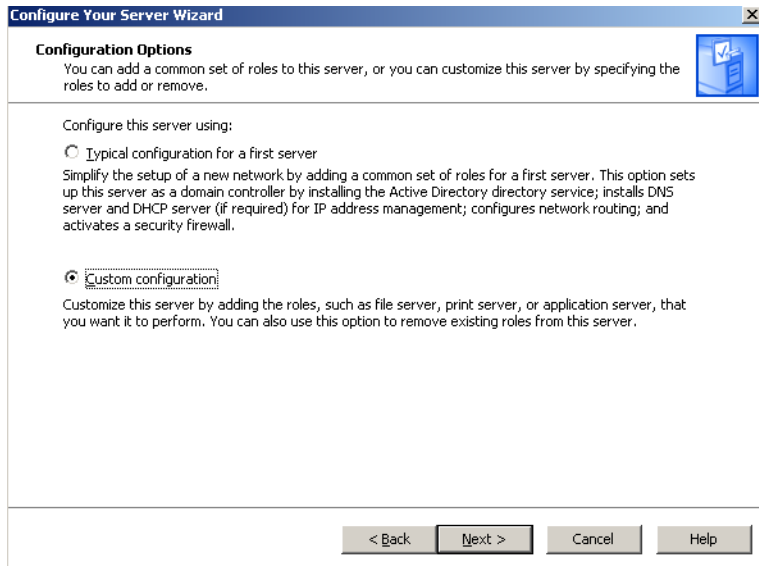 Configure Your Server Wizard
Configuration Options
You can add a common set of roles to this server, or you can customize this server by specifying the
roles to add or remove.
Configure this server using:
Typical configuration for a first server
Simplify the setup of a new network by adding a common set of roles for a first server. This option sets
up this server as a domain controller by installing the Active Directory directory service; installs DNS
server and DHCP server (if required) for IP address management; configures network routing; and
activates a security firewall.
Custom configuration
Customize this server by adding the roles, such as file server, print server, or application server, that
you want it to perform. You can also use this option to remove existing roles from this server.
< Back Next > Cancel Help